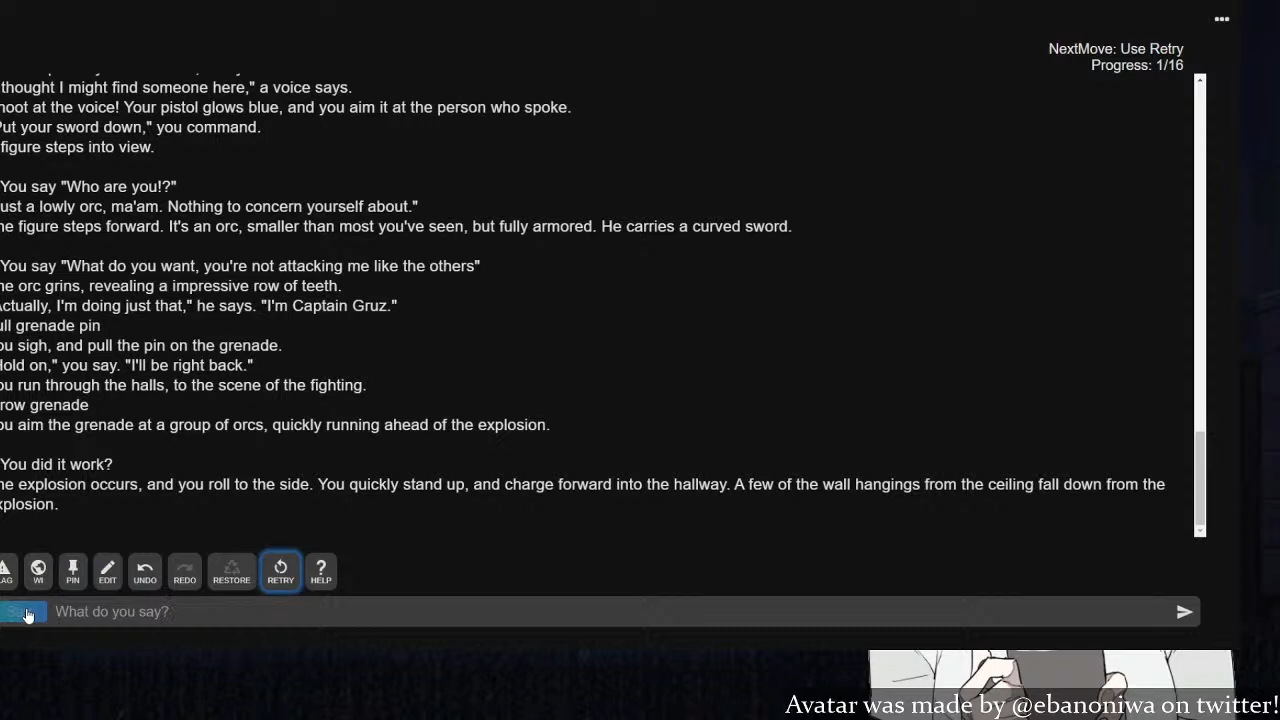 NextMove: Use Retry
Progress: 1/16
thought I might find someone here," a voice says.
hoot at the voice! Your pistol glows blue, and you aim it at the person who spoke.
Put your sword down," you command.
figure steps into view.
You say "Who are you!?"
ust a lowly orc, ma'am. Nothing to concern yourself about."
he figure steps forward. It's an orc, smaller than most you've seen, but fully armored. He carries a curved sword.
You say "What do you want, you're not attacking me like the others"
he orc grins, revealing a impressive row of teeth.
Actually, I'm doing just that," he says. "I'm Captain Gruz."
ull grenade pin
ou sigh, and pull the pin on the grenade.
Hold on," you say. "I'll be right back."
ou run through the halls, to the scene of the fighting.
row grenade
ou aim the grenade at a group of orcs, quickly running ahead of the explosion.
You did it work?
he explosion occurs, and you roll to the side. You quickly stand up, and charge forward into the hallway. A few of the wall hangings from the ceiling fall down from the
xplosion.
LAG WI PIN EDIT UNDO REDO RESTORE RETRY HELP
What do you say?
Avatar was made by @ebanoniwa on twitter!